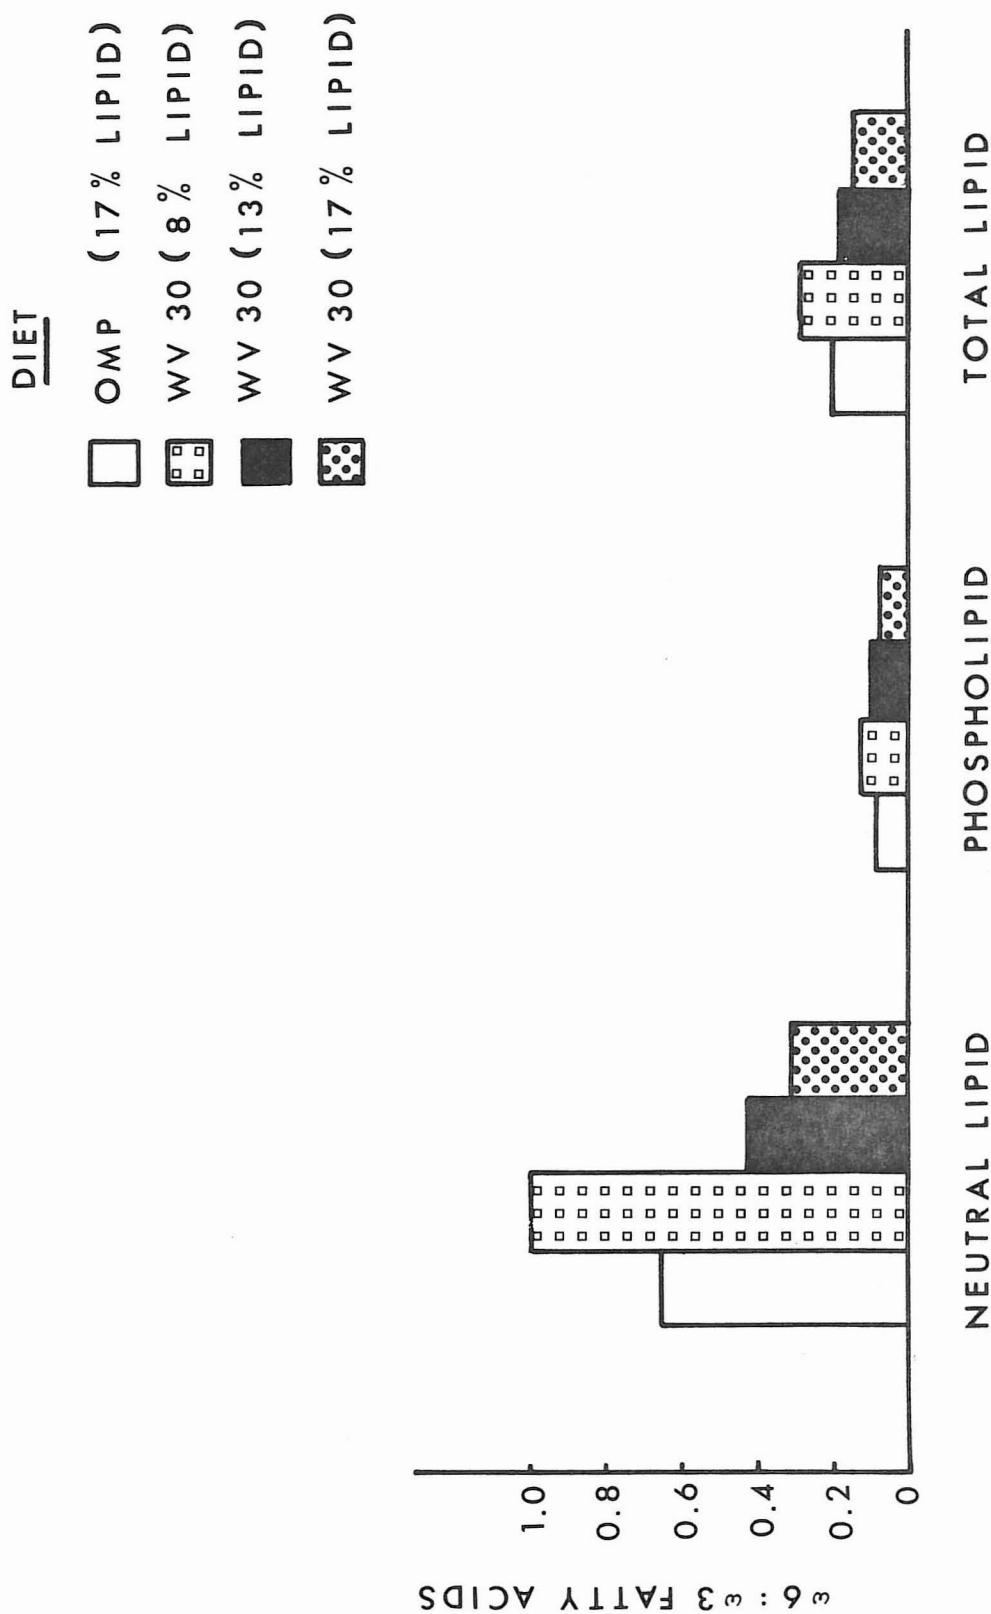 DIET
OMP (17% LIPID)
WV 30 (8% LIPID)
WV 30 (13% LIPID)
WV 30 (17% LIPID)
ω6:ω3 FATTY ACIDS
1.0
0.8
0.6
0.4
0.2
0
NEUTRAL LIPID
PHOSPHOLIPID
TOTAL LIPID